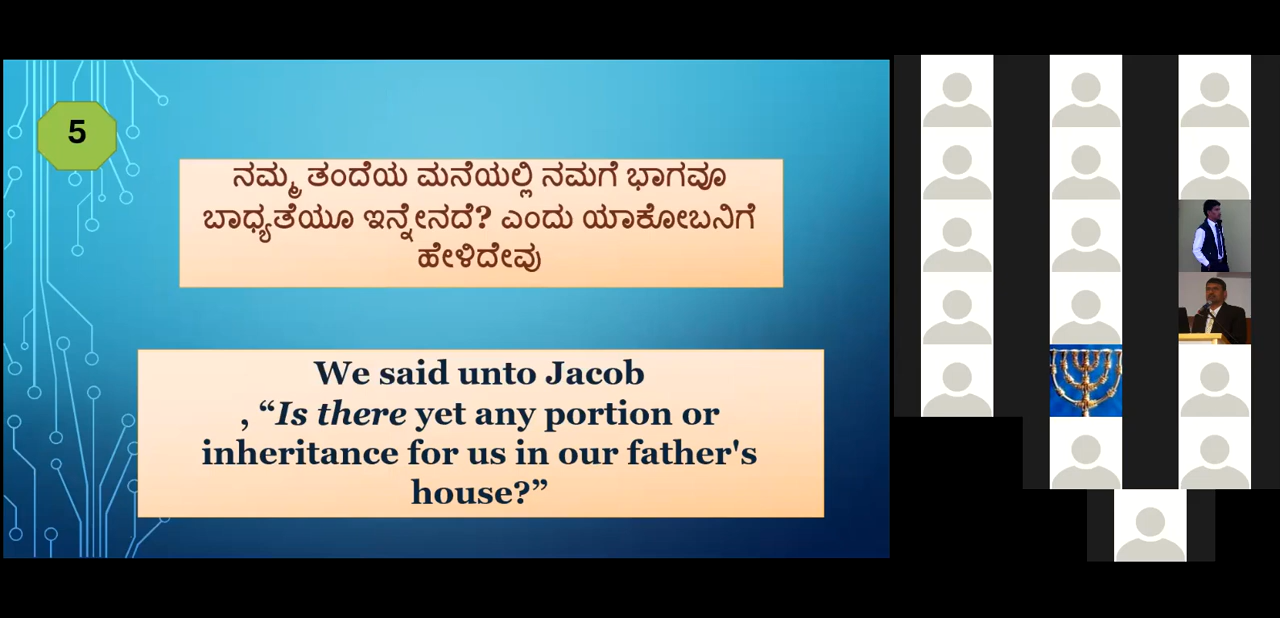 5
ನಮ್ಮ ತಂದೆಯ ಮನೆಯಲ್ಲಿ ನಮಗೆ ಭಾಗವೂ
ಬಾಧ್ಯತೆಯೂ ಇನ್ನೇನದೆ? ಎಂದು ಯಾಕೋಬನಿಗೆ
ಹೇಳಿದೇವು
We said unto Jacob
, “Is there yet any portion or
inheritance for us in our father's
house?”